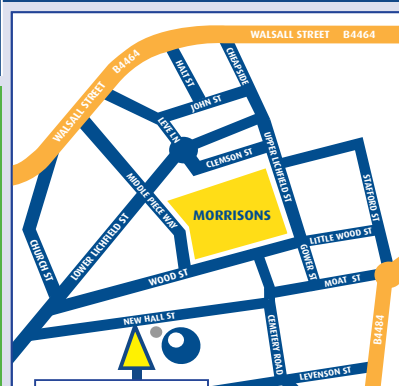 WALSALL STREET B4464
B4464
WALSALL STREET
HALT ST
CHEAPSIDE
JOHN ST
LEVE LN
CLEMSON ST
UPPER LICHFIELD ST
MIDDLE PIECE WAY
MORRISONS
STAFFORD ST
LITTLE WOOD ST
LOWER LICHFIELD ST
CHURCH ST
WOOD ST
GOWER ST
MOAT ST
NEW HALL ST
CEMETERY ROAD
B4484
LEVENSON ST